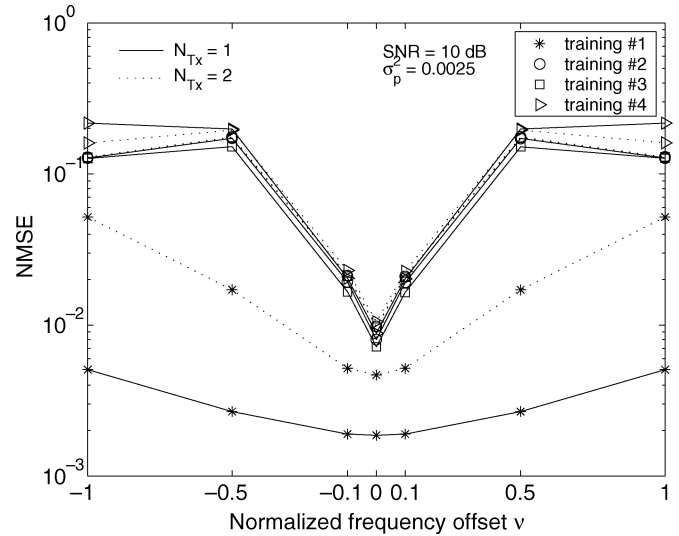 10^0
N_Tx = 1
N_Tx = 2
SNR = 10 dB
σ_p^2 = 0.0025
training #1
training #2
training #3
training #4
10^−1
NMSE
10^−2
10^−3
−1 −0.5 −0.1 0 0.1 0.5 1
Normalized frequency offset ν